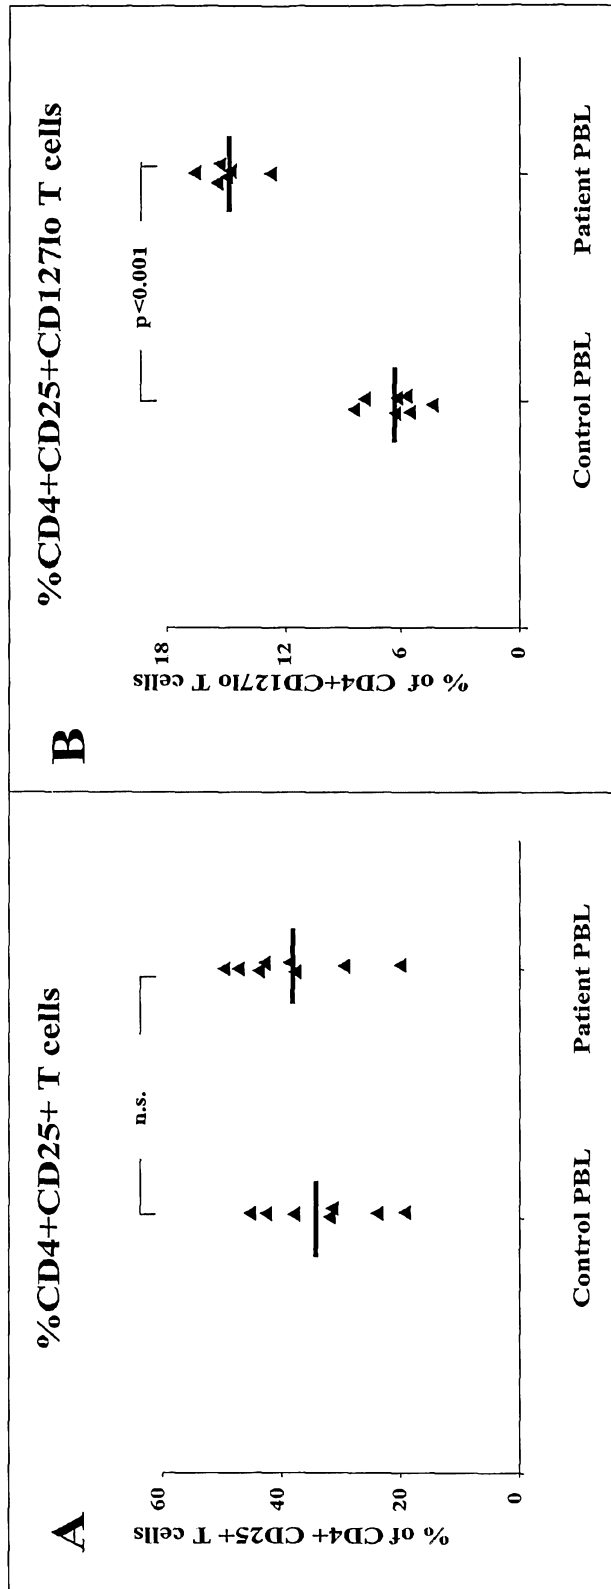 A
%CD4+CD25+ T cells
% of CD4+ CD25+ T cells
60
40
20
0
n.s.
Control PBL
Patient PBL
B
%CD4+CD25+CD127lo T cells
% of CD4+CD127lo T cells
18
12
6
0
p<0.001
Control PBL
Patient PBL